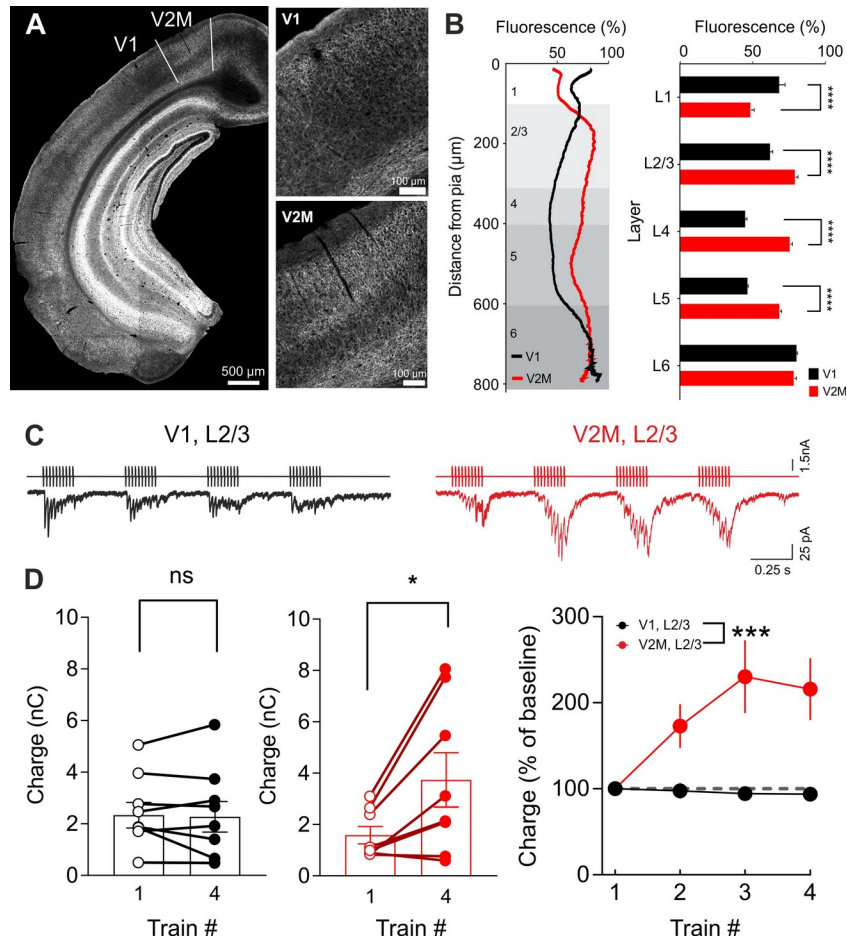 A
V1
V2M
500 µm
V1
100 µm
V2M
100 µm
B
Fluorescence (%)
50
100
0
200
400
600
800
Distance from pia (µm)
1
2/3
4
5
6
V1
V2M
Fluorescence (%)
0
50
100
Layer
L1
L2/3
L4
L5
L6
****
****
****
****
V1
V2M
C
V1, L2/3
V2M, L2/3
1.5nA
25 pA
0.25 s
D
ns
10
8
6
4
2
0
Charge (nC)
1
4
Train #
*
10
8
6
4
2
0
Charge (nC)
1
4
Train #
300
200
100
0
Charge (% of baseline)
V1, L2/3
V2M, L2/3
***
1
2
3
4
Train #